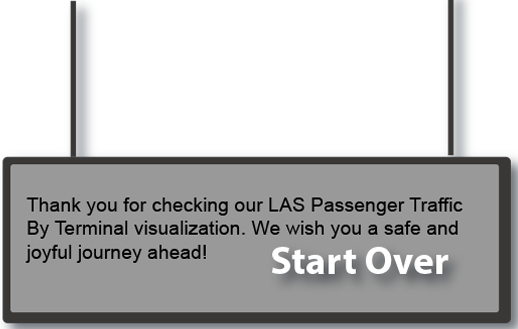 Thank you for checking our LAS Passenger Traffic
By Terminal visualization. We wish you a safe and
joyful journey ahead!
Start Over